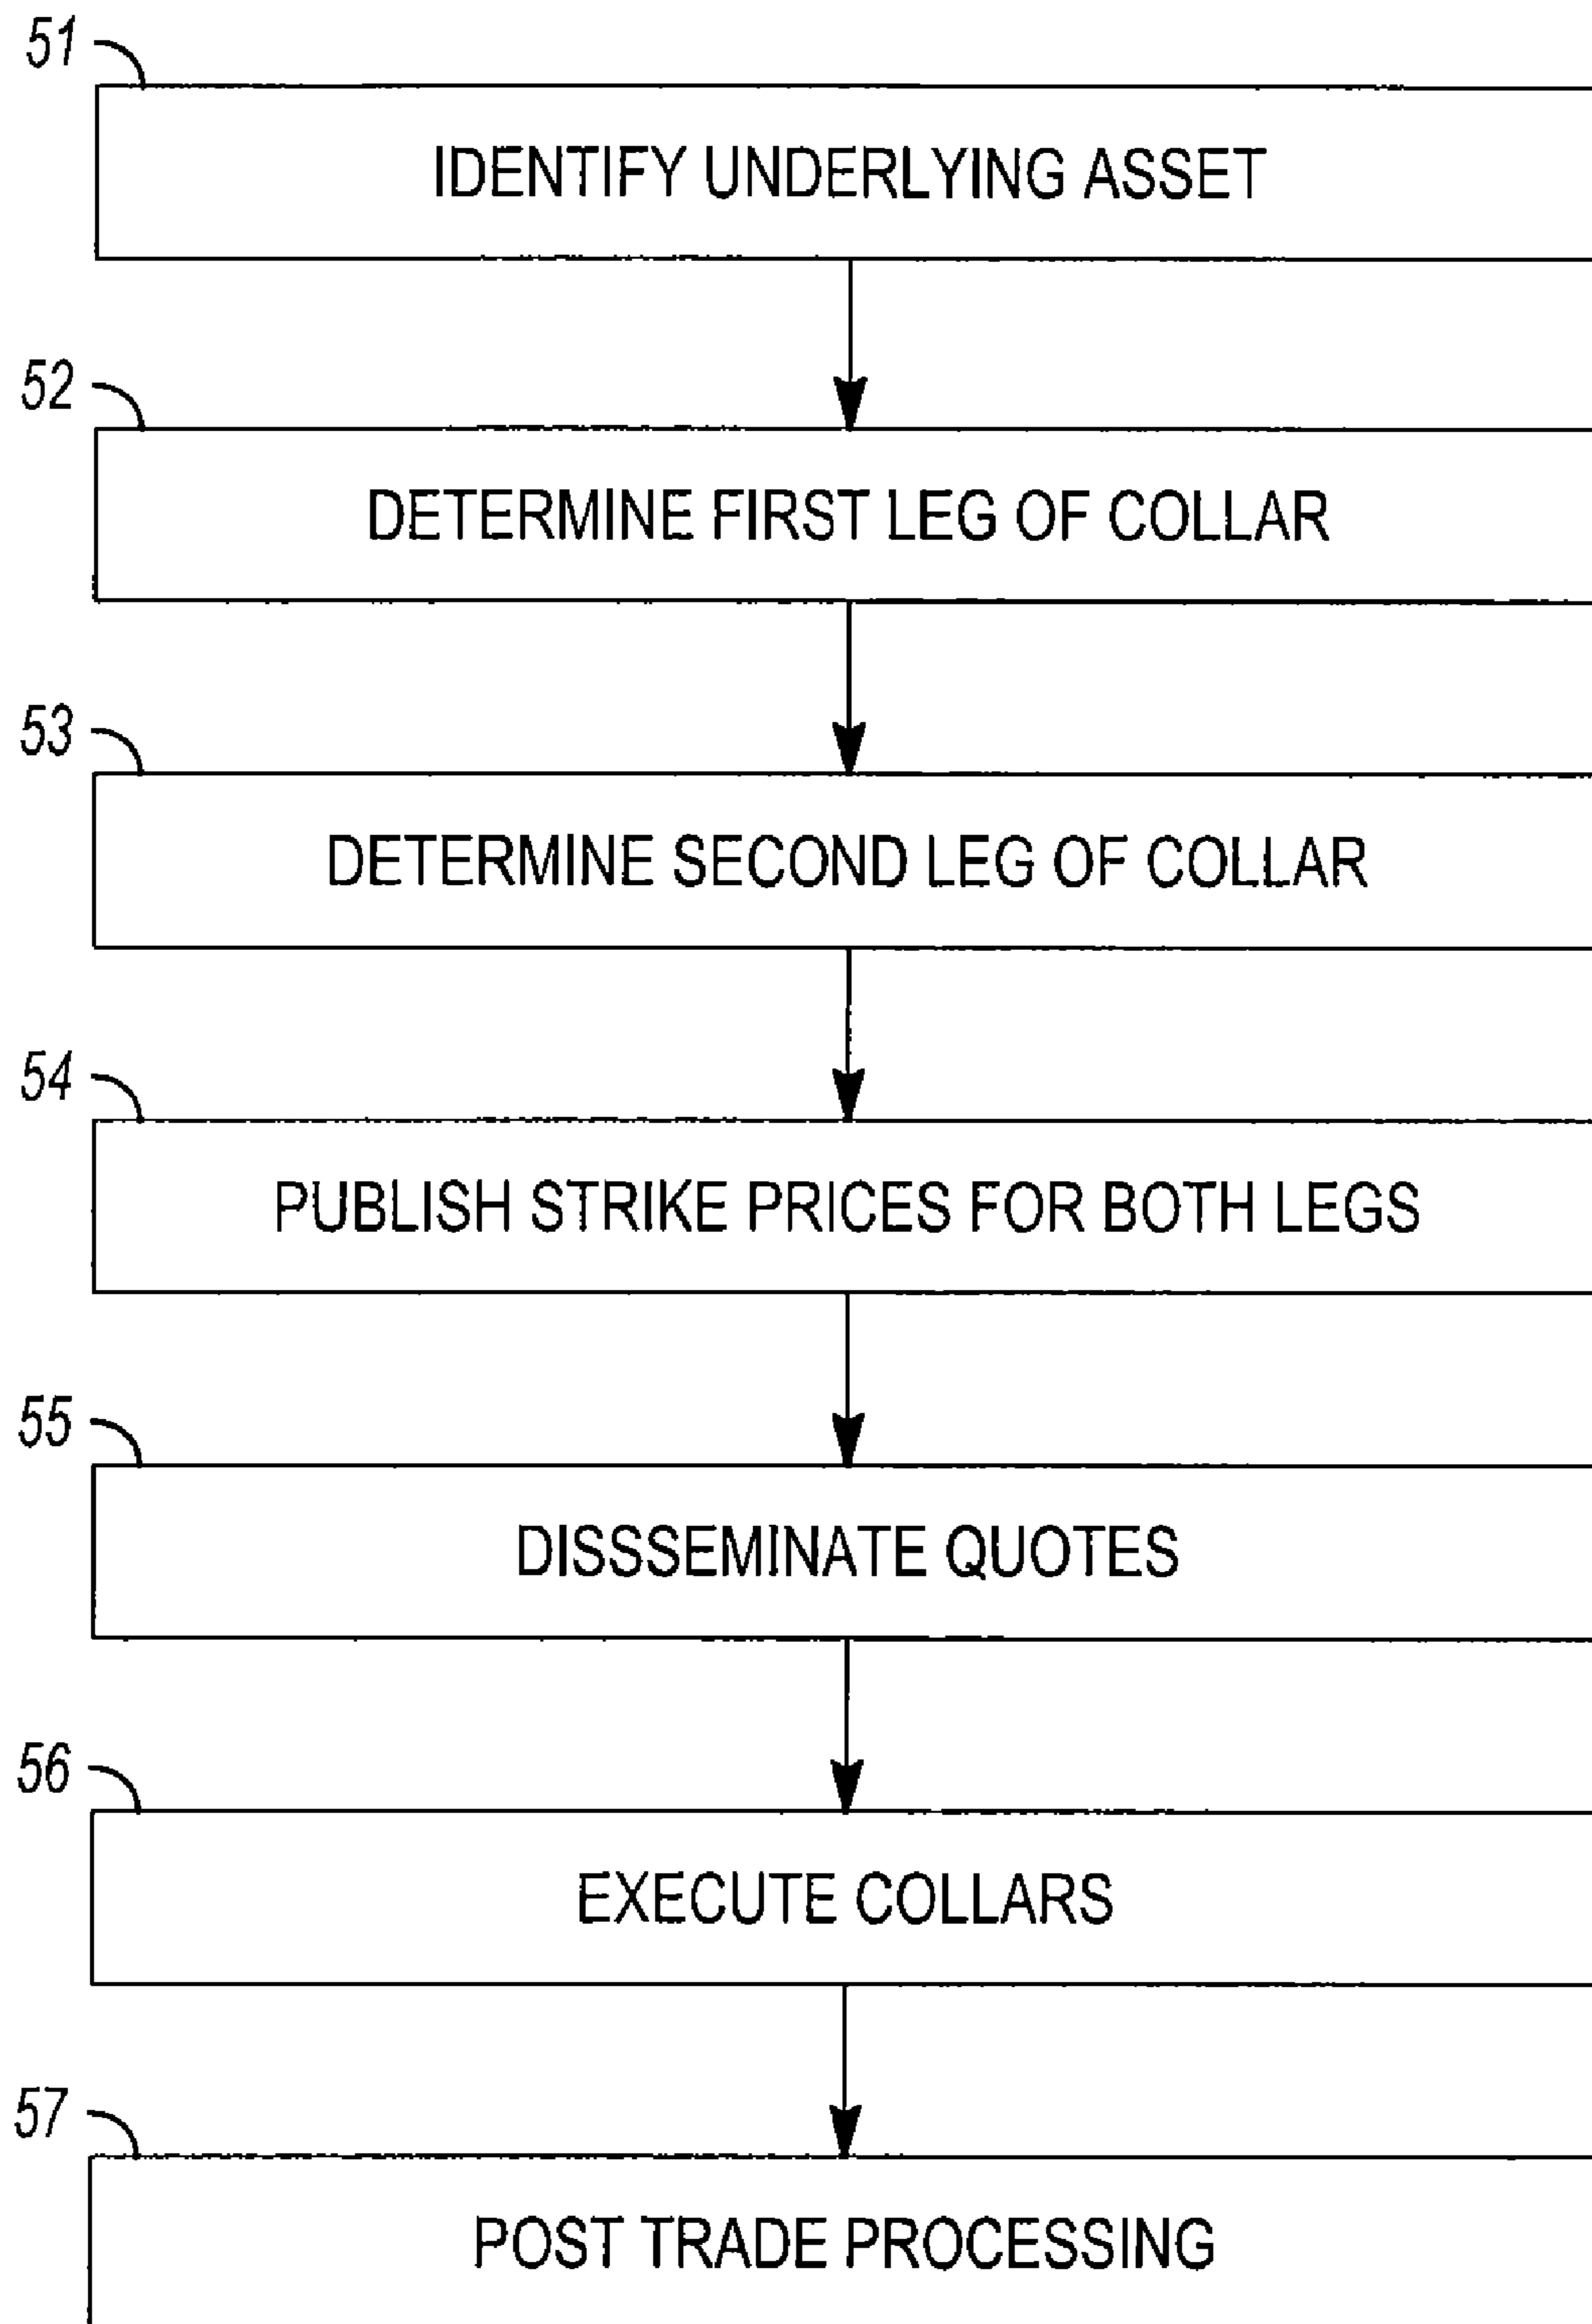 51
IDENTIFY UNDERLYING ASSET
52
DETERMINE FIRST LEG OF COLLAR
53
DETERMINE SECOND LEG OF COLLAR
54
PUBLISH STRIKE PRICES FOR BOTH LEGS
55
DISSSEMINATE QUOTES
56
EXECUTE COLLARS
57
POST TRADE PROCESSING